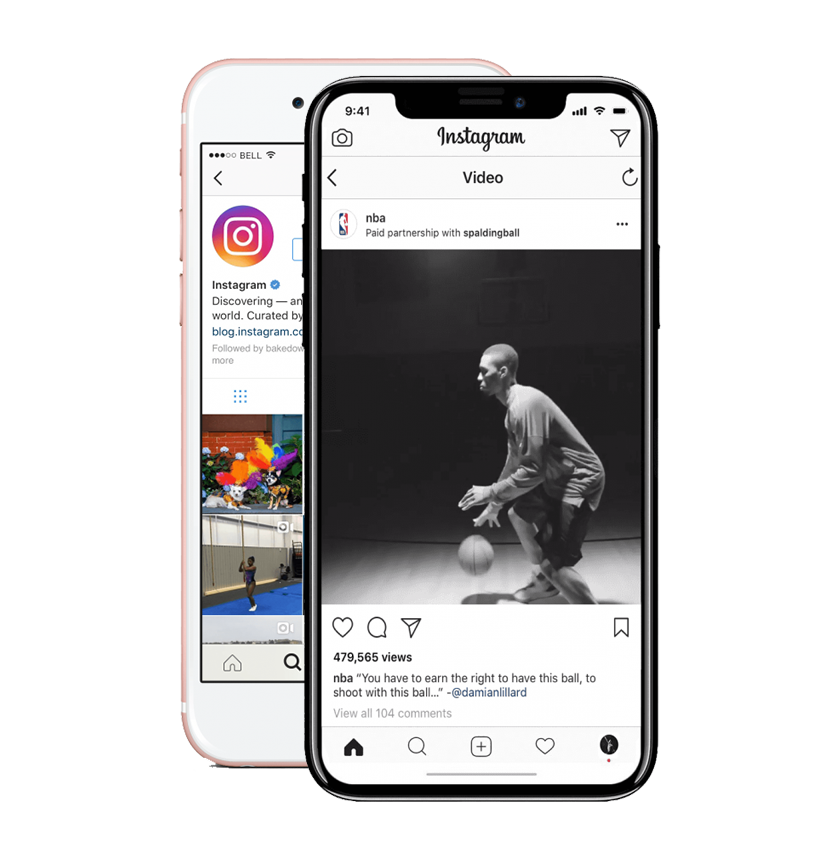 BELL
Instagram
Discovering — an
world. Curated by
blog.instagram.co
Followed by bakedow
more
9:41
Instagram
Video
nba
Paid partnership with spaldingball
479,565 views
nba “You have to earn the right to have this ball, to
shoot with this ball...” -@damianlillard
View all 104 comments